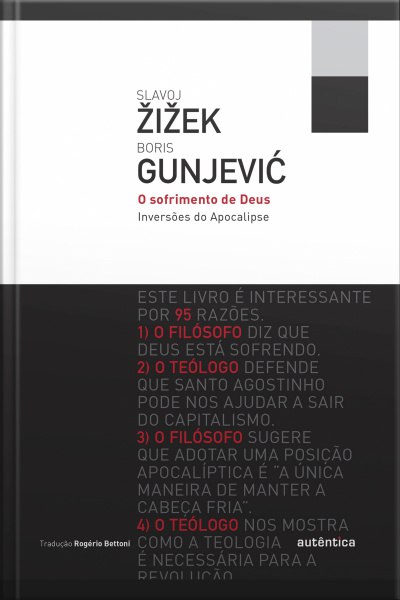 SLAVOJ
ŽIŽEK
BORIS
GUNJEVIĆ
O sofrimento de Deus
Inversões do Apocalipse
ESTE LIVRO É INTERESSANTE
POR 95 RAZÕES.
1) O FILÓSOFO DIZ QUE
DEUS ESTÁ SOFRENDO.
2) O TEÓLOGO DEFENDE
QUE SANTO AGOSTINHO
PODE NOS AJUDAR A SAIR
DO CAPITALISMO.
3) O FILÓSOFO SUGERE
QUE ADOTAR UMA POSIÇÃO
APOCALÍPTICA É “A ÚNICA
MANEIRA DE MANTER A
CABEÇA FRIA”.
4) O TEÓLOGO NOS MOSTRA
COMO A TEOLOGIA
É NECESSÁRIA PARA A
REVOLUÇÃO
Tradução Rogério Bettoni
autêntica